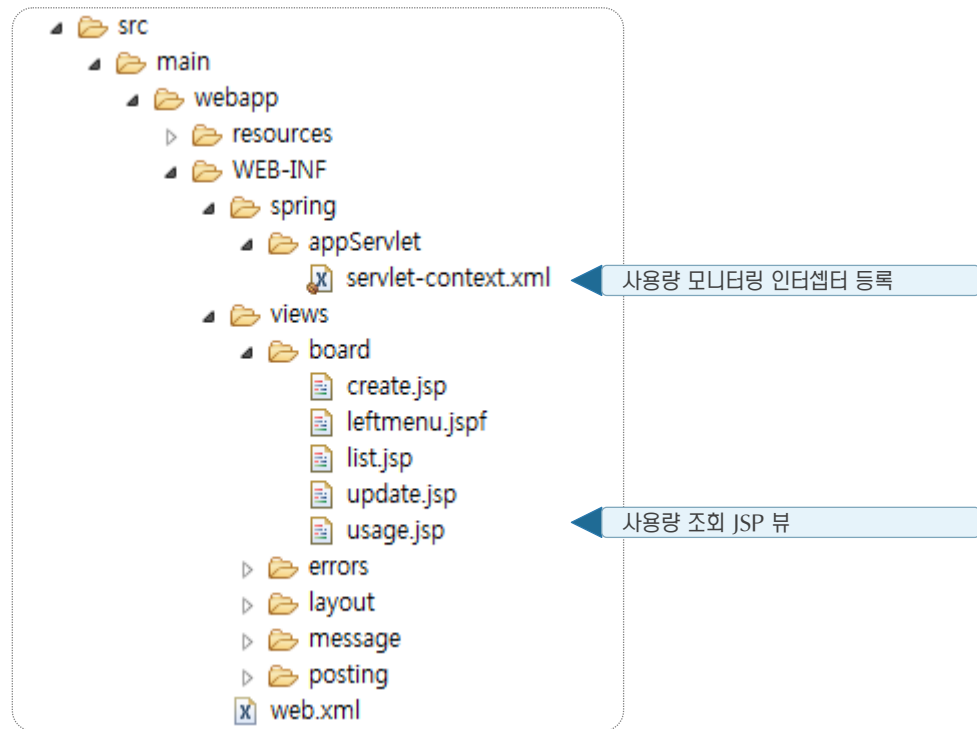 src
main
webapp
resources
WEB-INF
spring
appServlet
servlet-context.xml
사용량 모니터링 인터셉터 등록
views
board
create.jsp
leftmenu.jspf
list.jsp
update.jsp
usage.jsp
사용량 조회 JSP 뷰
errors
layout
message
posting
web.xml